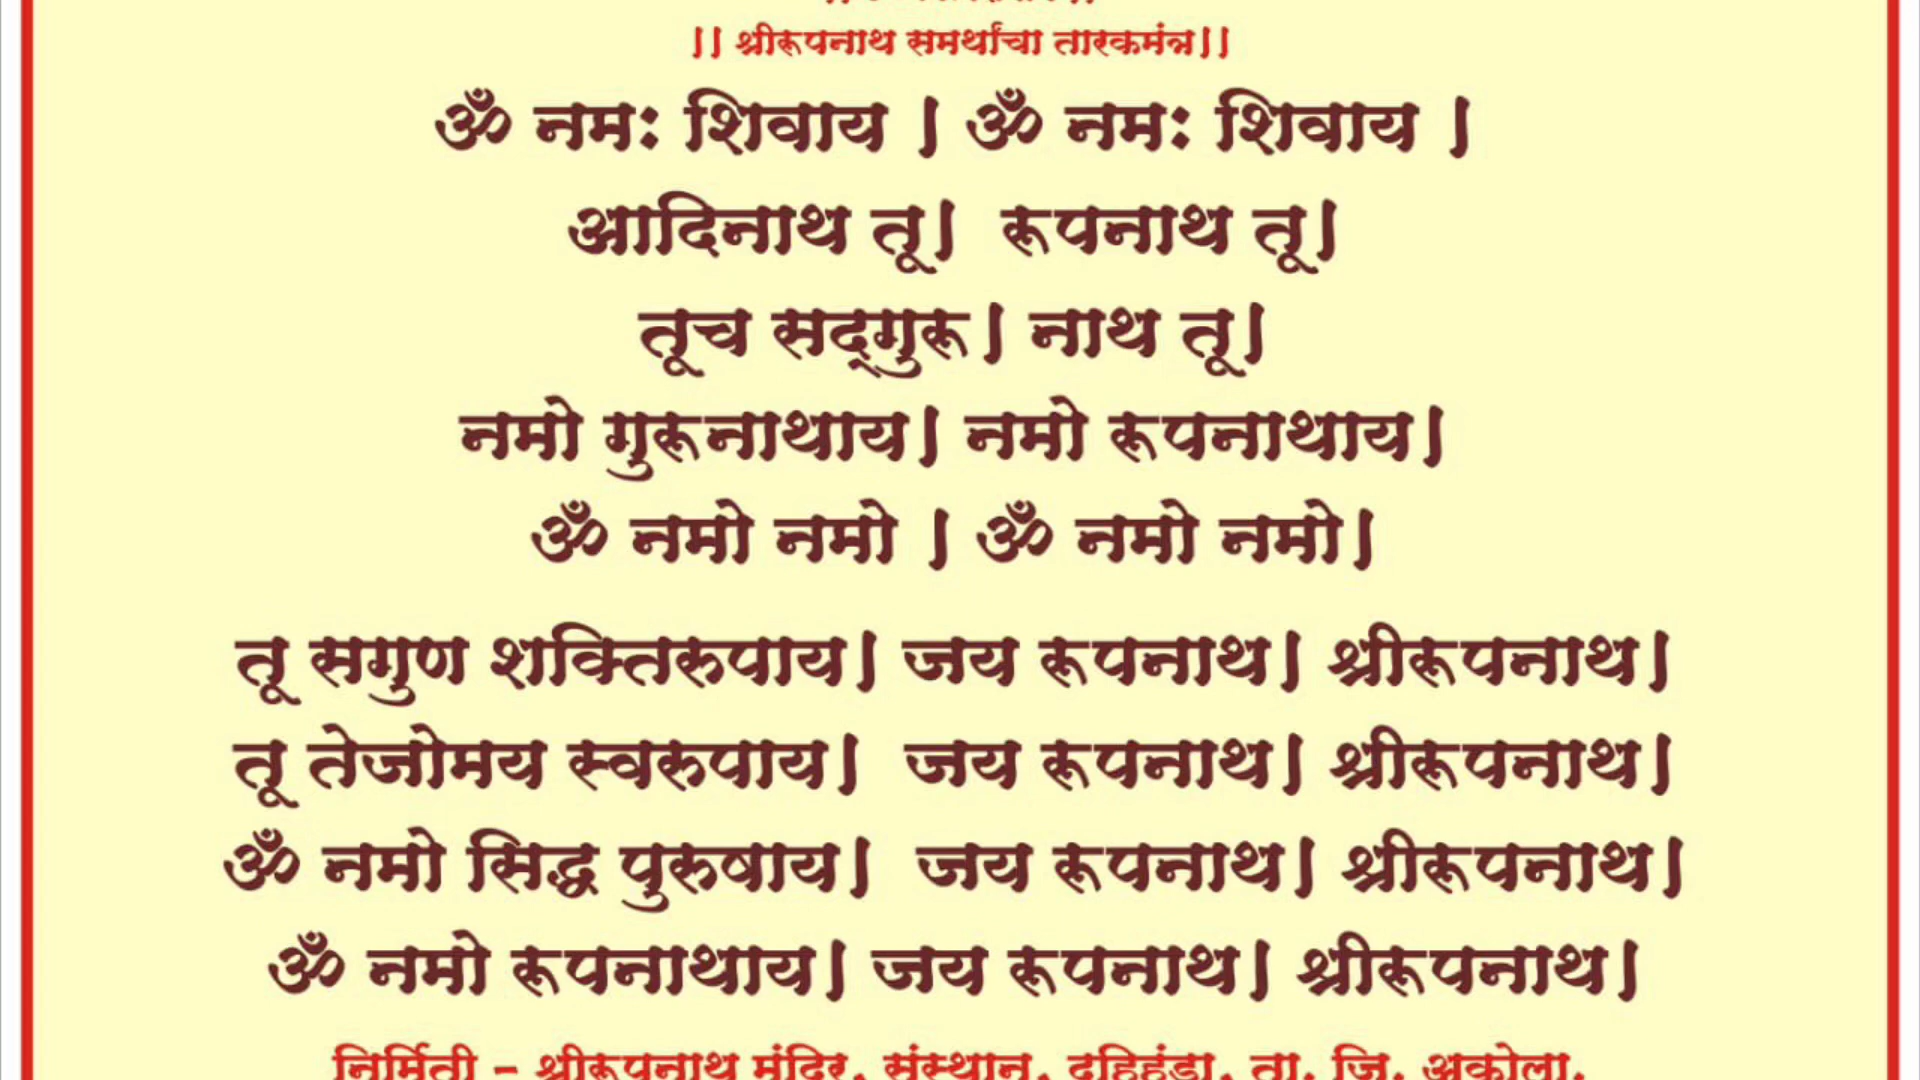 || श्रीरूपनाथ समर्थांचा तारकमंत्र||
ॐ नमः शिवाय | ॐ नमः शिवाय |
आदिनाथ तू| रूपनाथ तू|
तूच सद्‌गुरू| नाथ तू|
नमो गुरूनाथाय| नमो रूपनाथाय|
ॐ नमो नमो | ॐ नमो नमो|
तू सगुण शक्तिरुपाय| जय रूपनाथ| श्रीरूपनाथ|
तू तेजोमय स्वरुपाय| जय रूपनाथ| श्रीरूपनाथ|
ॐ नमो सिद्ध पुरुषाय| जय रूपनाथ| श्रीरूपनाथ|
ॐ नमो रूपनाथाय| जय रूपनाथ| श्रीरूपनाथ|
निर्मिती - श्रीरूपनाथ मंदिर, संस्थान, दहिहंडा, ता. जि. अकोला.